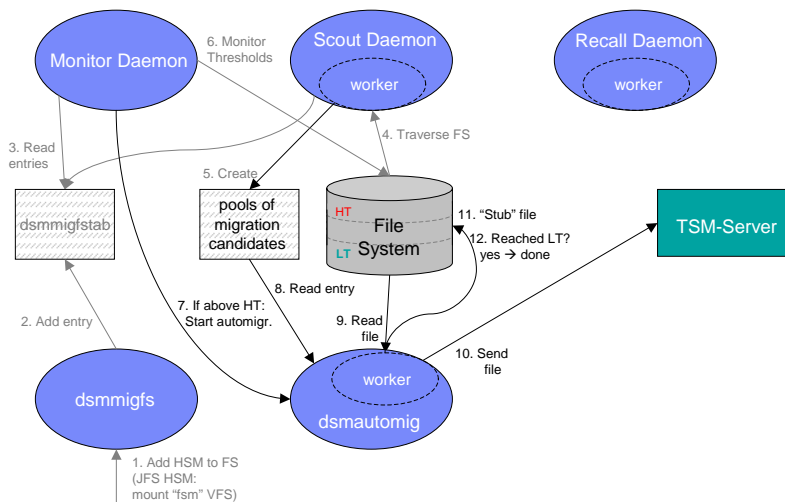 6. Monitor
Thresholds
Scout Daemon
Recall Daemon
Monitor Daemon
worker
worker
3. Read
entries
4. Traverse FS
5. Create
dsmmigfstab
pools of
migration
candidates
HT
File
System
LT
11. “Stub” file
12. Reached LT?
yes → done
TSM-Server
8. Read entry
7. If above HT:
Start automigr.
2. Add entry
9. Read
file
10. Send
file
worker
dsmmigfs
dsmautomig
1. Add HSM to FS
(JFS HSM:
mount “fsm” VFS)